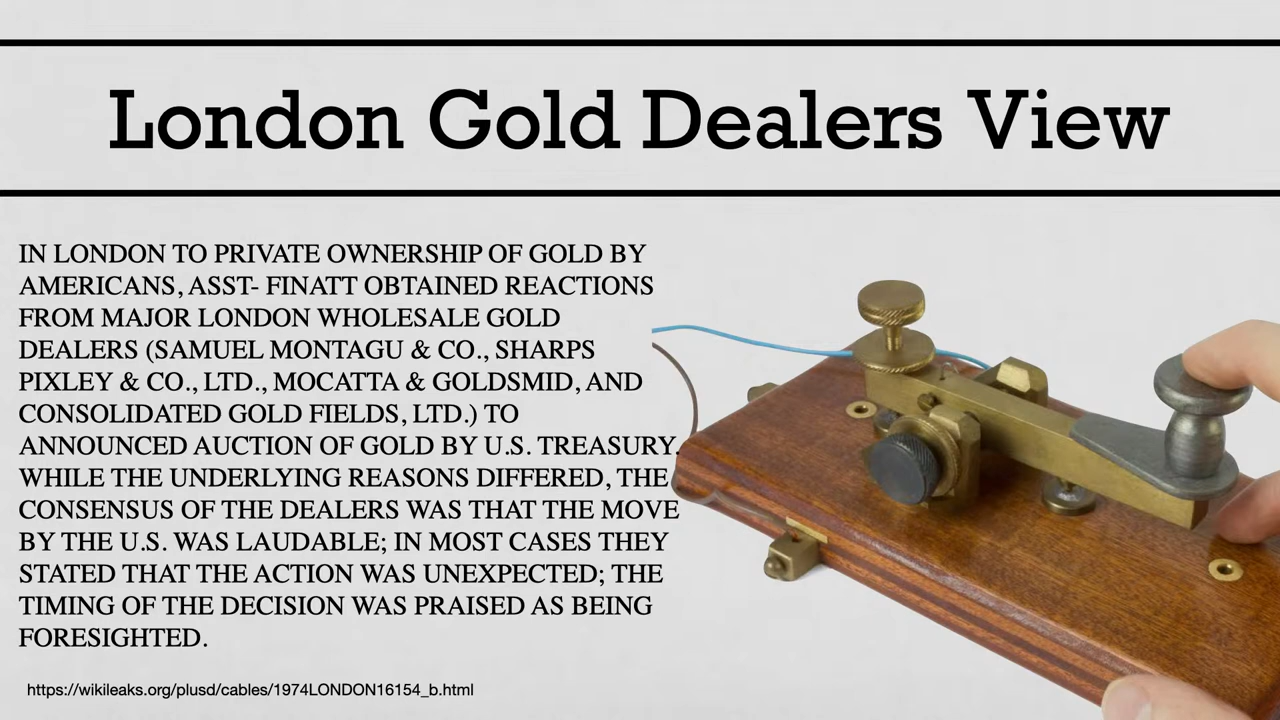 London Gold Dealers View
IN LONDON TO PRIVATE OWNERSHIP OF GOLD BY
AMERICANS, ASST- FINATT OBTAINED REACTIONS
FROM MAJOR LONDON WHOLESALE GOLD
DEALERS (SAMUEL MONTAGU & CO., SHARPS
PIXLEY & CO., LTD., MOCATTA & GOLDSMID, AND
CONSOLIDATED GOLD FIELDS, LTD.) TO
ANNOUNCED AUCTION OF GOLD BY U.S. TREASURY.
WHILE THE UNDERLYING REASONS DIFFERED, THE
CONSENSUS OF THE DEALERS WAS THAT THE MOVE
BY THE U.S. WAS LAUDABLE; IN MOST CASES THEY
STATED THAT THE ACTION WAS UNEXPECTED; THE
TIMING OF THE DECISION WAS PRAISED AS BEING
FORESIGHTED.
https://wikileaks.org/plusd/cables/1974LONDON16154_b.html